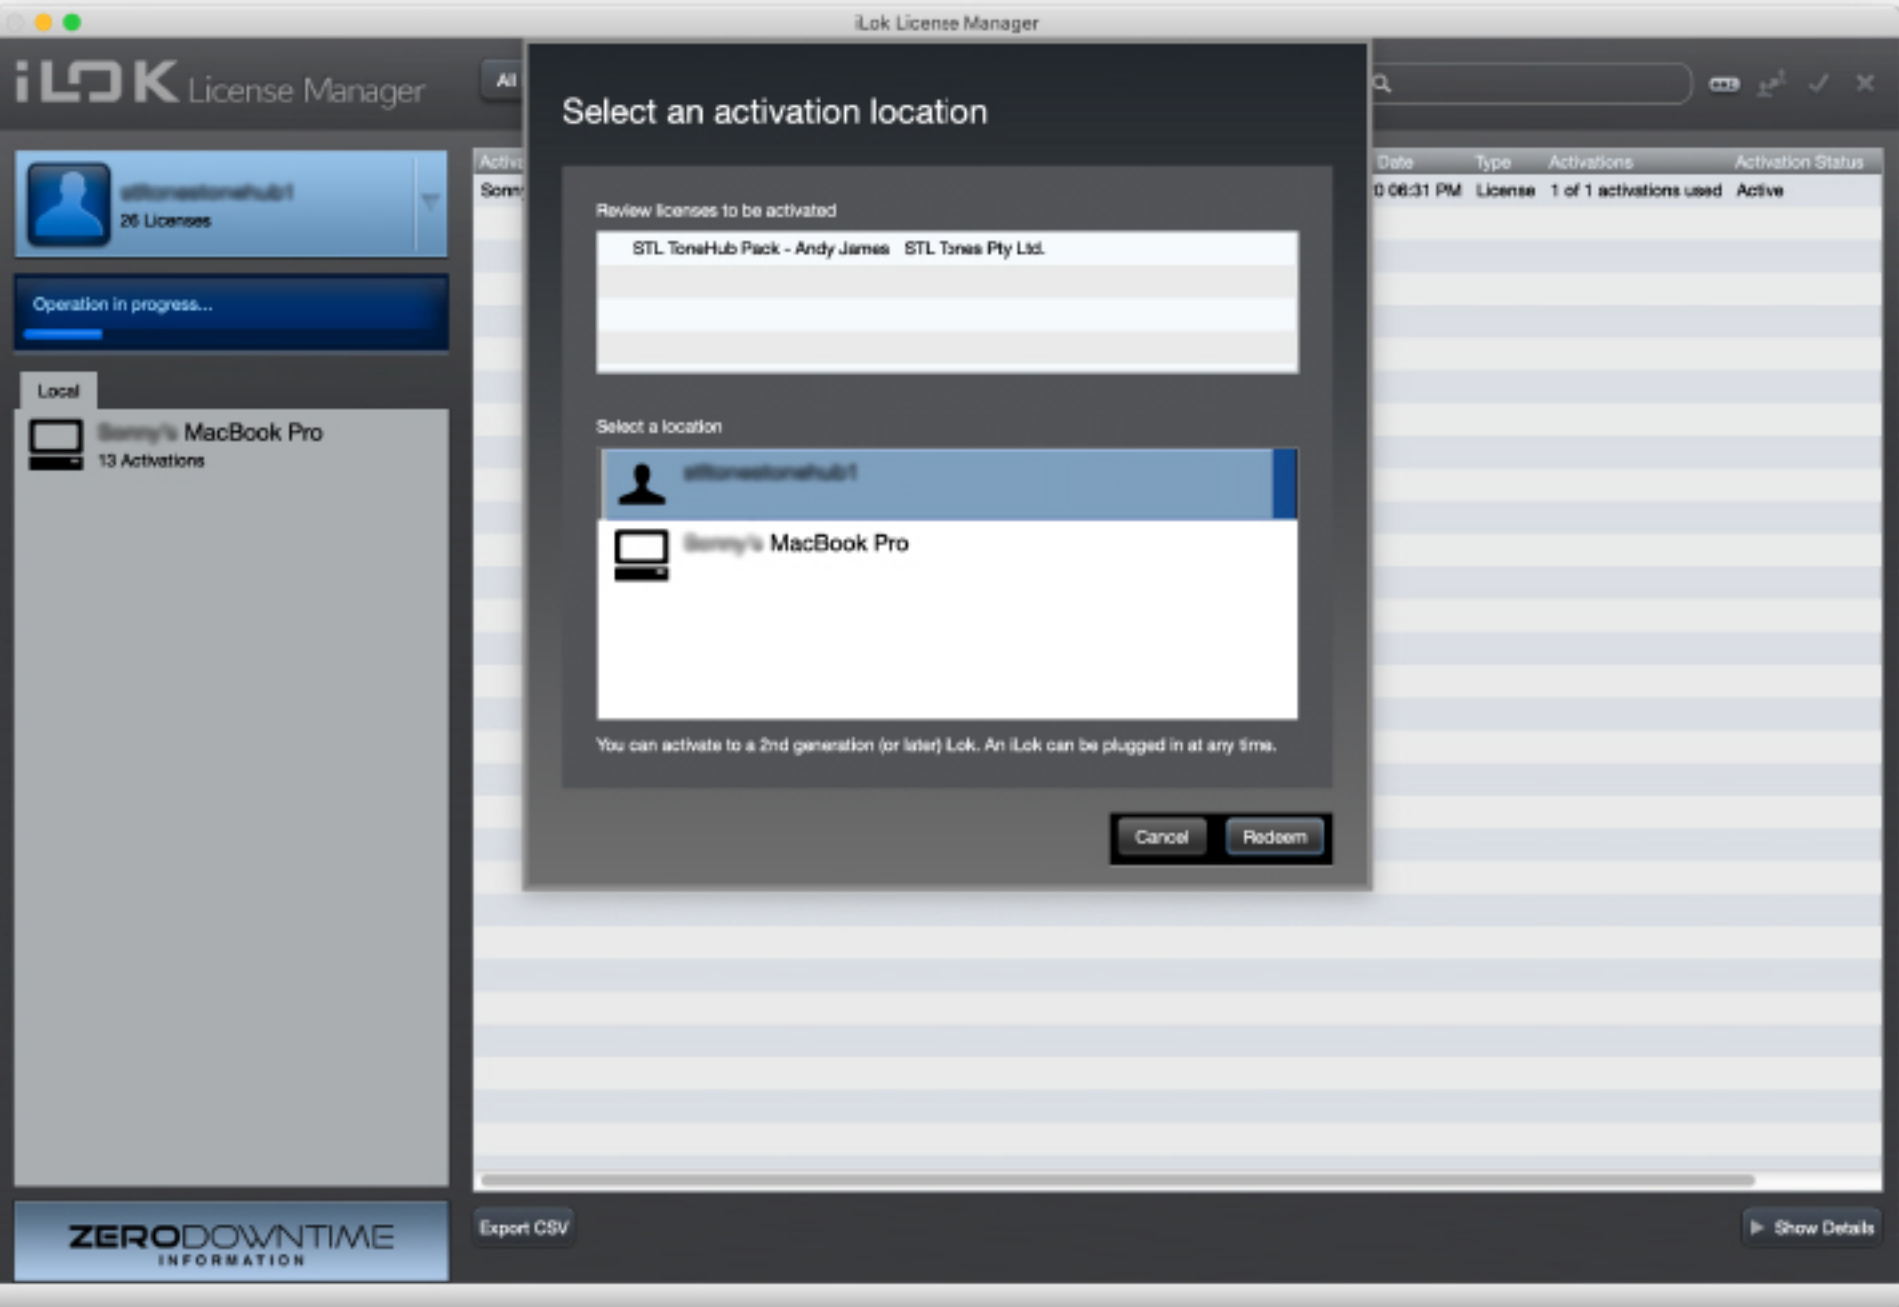 iLok License Manager
iLOK License Manager
All
26 Licenses
Operation in progress...
Local
MacBook Pro
13 Activations
ZERODOWNTIME
INFORMATION
Select an activation location
Review licenses to be activated
STL ToneHub Pack - Andy James STL Tones Pty Ltd.
Select a location
MacBook Pro
You can activate to a 2nd generation (or later) iLok. An iLok can be plugged in at any time.
Cancel Redeem
Date Type Activations Activation Status
0 06:31 PM License 1 of 1 activations used Active
Export CSV
Show Details